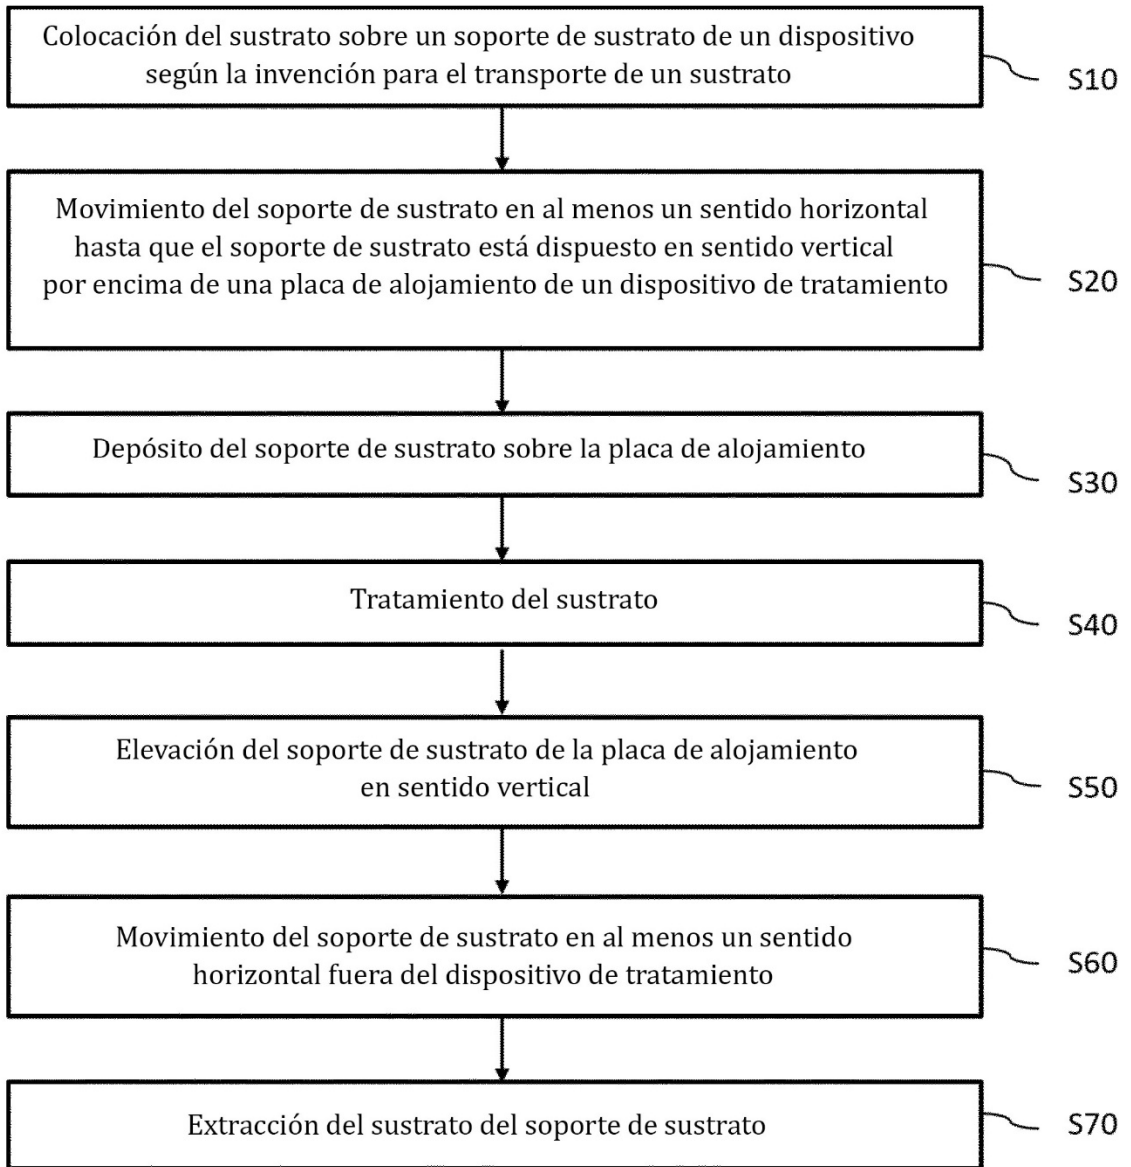 Colocación del sustrato sobre un soporte de sustrato de un dispositivo
según la invención para el transporte de un sustrato
S10
Movimiento del soporte de sustrato en al menos un sentido horizontal
hasta que el soporte de sustrato está dispuesto en sentido vertical
por encima de una placa de alojamiento de un dispositivo de tratamiento
S20
Depósito del soporte de sustrato sobre la placa de alojamiento
S30
Tratamiento del sustrato
S40
Elevación del soporte de sustrato de la placa de alojamiento
en sentido vertical
S50
Movimiento del soporte de sustrato en al menos un sentido
horizontal fuera del dispositivo de tratamiento
S60
Extracción del sustrato del soporte de sustrato
S70